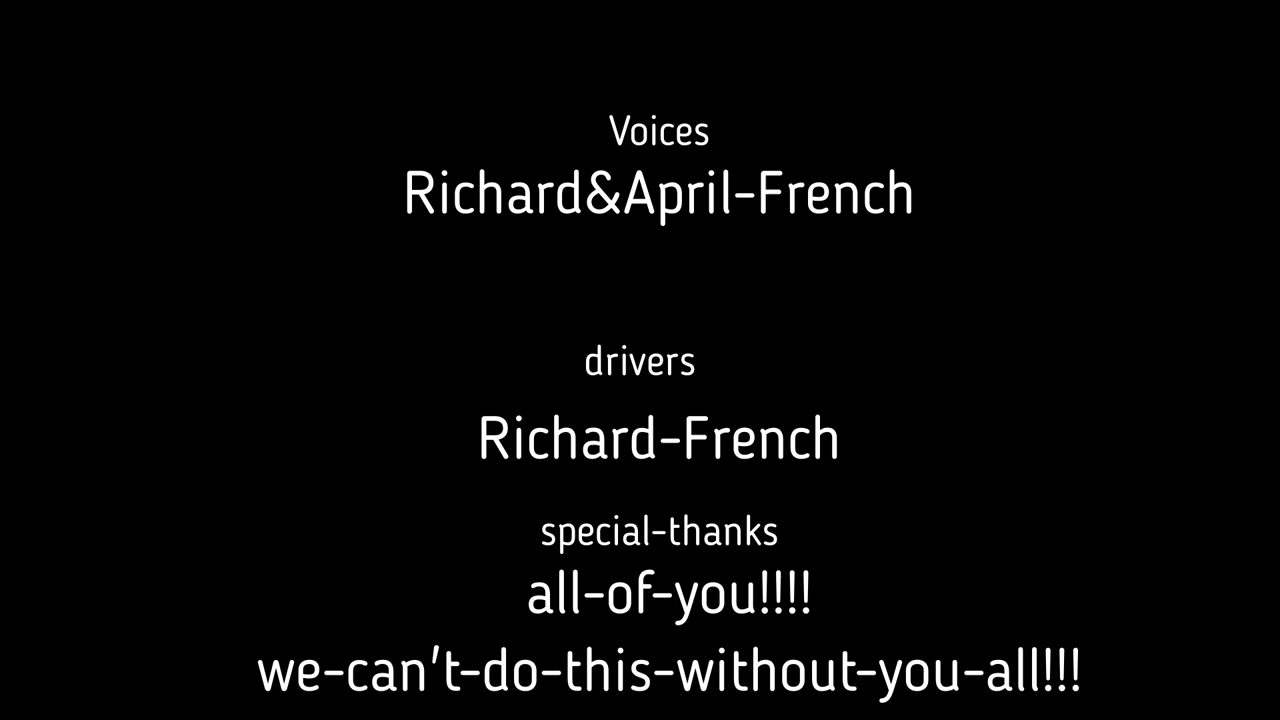 Voices
Richard&April-French
drivers
Richard-French
special-thanks
all-of-you!!!!
we-can't-do-this-without-you-all!!!